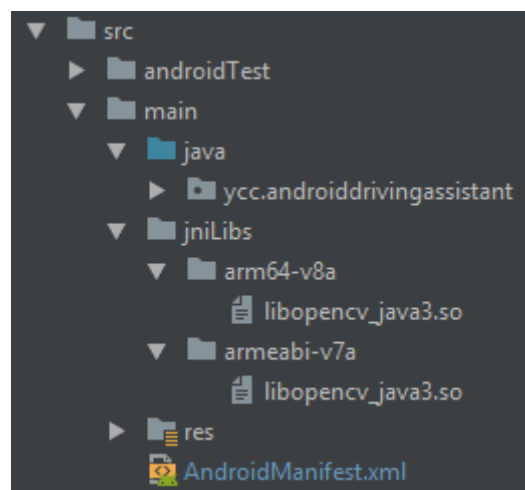 src
androidTest
main
java
ycc.androiddrivingassistant
jniLibs
arm64-v8a
libopencv_java3.so
armeabi-v7a
libopencv_java3.so
res
AndroidManifest.xml